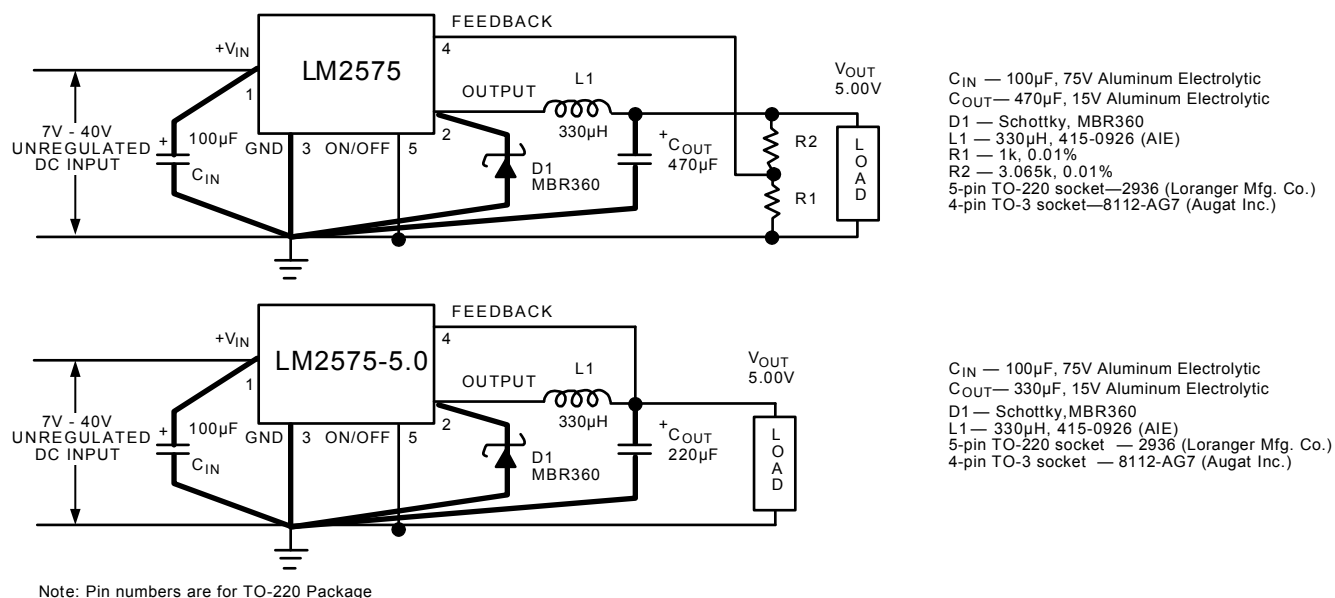 FEEDBACK
+VIN
4
LM2575
L1
VOUT
5.00V
OUTPUT
1
2
330µH
7V - 40V
UNREGULATED
DC INPUT
+
100µF
CIN
GND
3
ON/OFF
5
D1
MBR360
+COUT
470µF
R2
R1
LOAD
CIN — 100µF, 75V Aluminum Electrolytic
COUT— 470µF, 15V Aluminum Electrolytic
D1 — Schottky, MBR360
L1 — 330µH, 415-0926 (AIE)
R1 — 1k, 0.01%
R2 — 3.065k, 0.01%
5-pin TO-220 socket—2936 (Loranger Mfg. Co.)
4-pin TO-3 socket—8112-AG7 (Augat Inc.)
FEEDBACK
+VIN
4
LM2575-5.0
L1
VOUT
5.00V
OUTPUT
1
2
330µH
7V - 40V
UNREGULATED
DC INPUT
+
100µF
CIN
GND
3
ON/OFF
5
D1
MBR360
+COUT
220µF
LOAD
CIN — 100µF, 75V Aluminum Electrolytic
COUT— 330µF, 15V Aluminum Electrolytic
D1 — Schottky,MBR360
L1 — 330µH, 415-0926 (AIE)
5-pin TO-220 socket — 2936 (Loranger Mfg. Co.)
4-pin TO-3 socket — 8112-AG7 (Augat Inc.)
Note: Pin numbers are for TO-220 Package